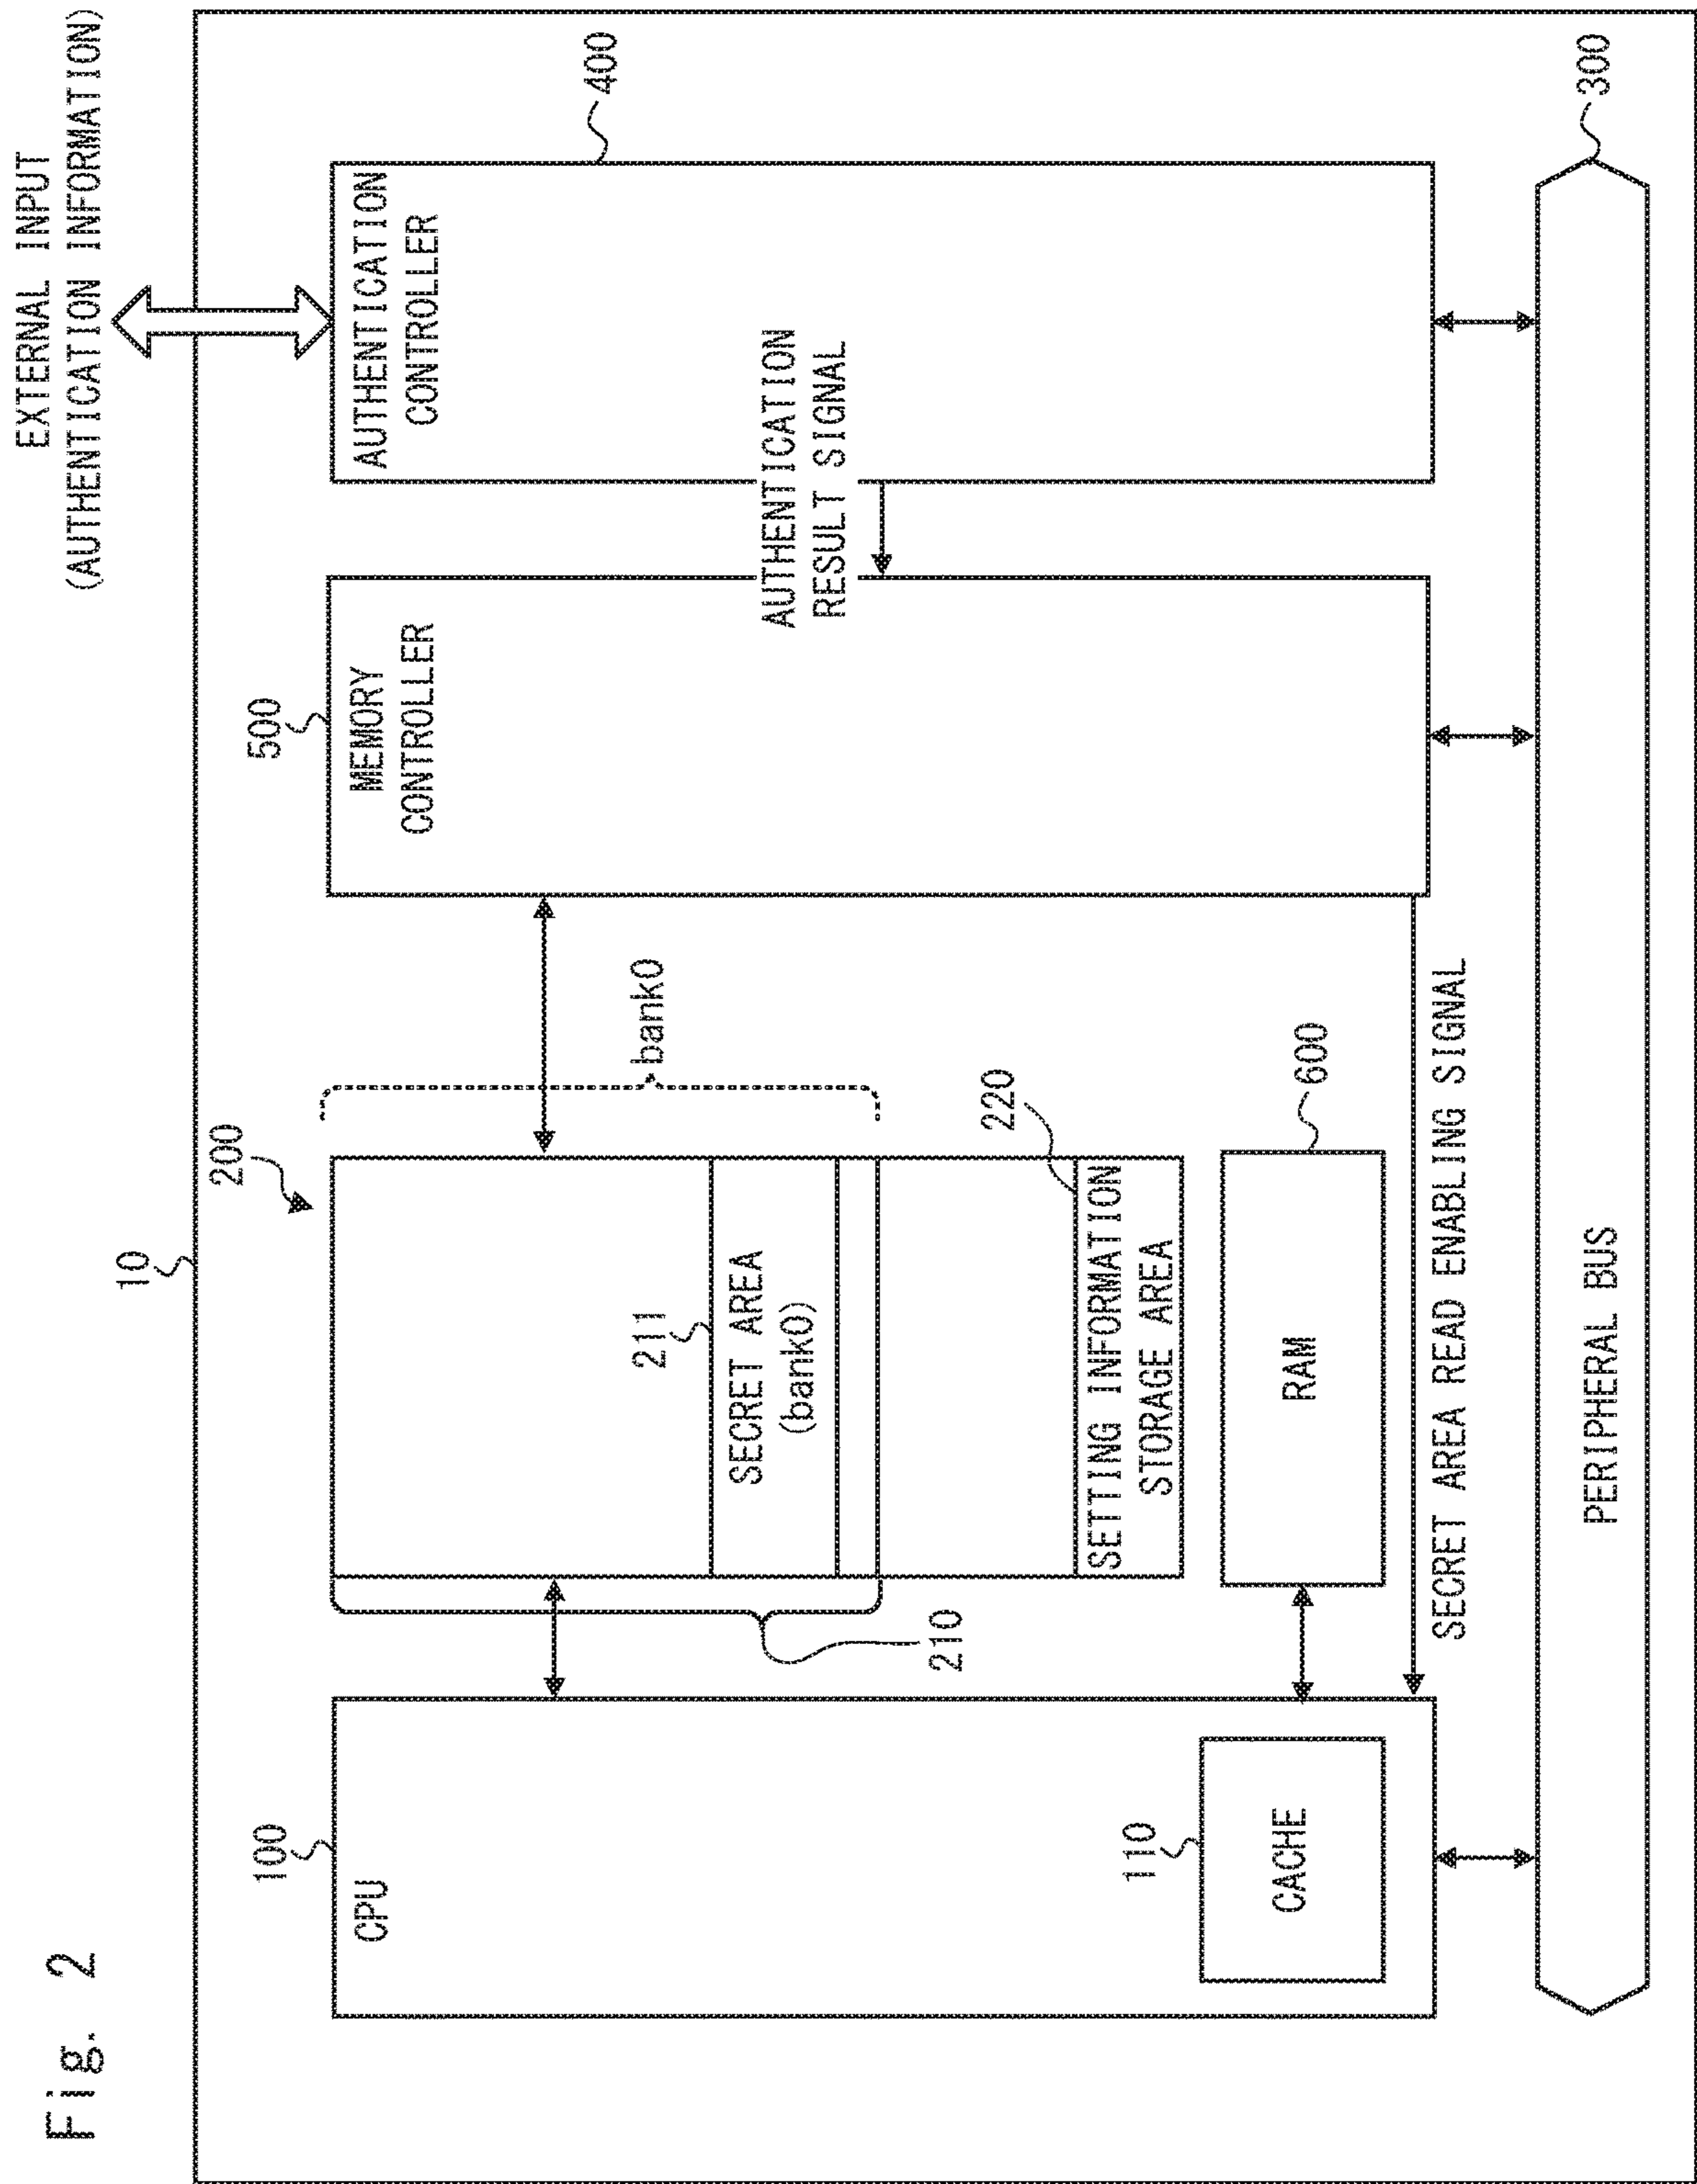 Fig. 2
EXTERNAL INPUT
(AUTHENTICATION INFORMATION)
10
100
CPU
110
CACHE
200
210
211
SECRET AREA
(bank0)
bank0
220
SETTING INFORMATION
STORAGE AREA
600
RAM
500
MEMORY
CONTROLLER
AUTHENTICATION
CONTROLLER
400
AUTHENTICATION
RESULT SIGNAL
SECRET AREA READ ENABLING SIGNAL
PERIPHERAL BUS
300